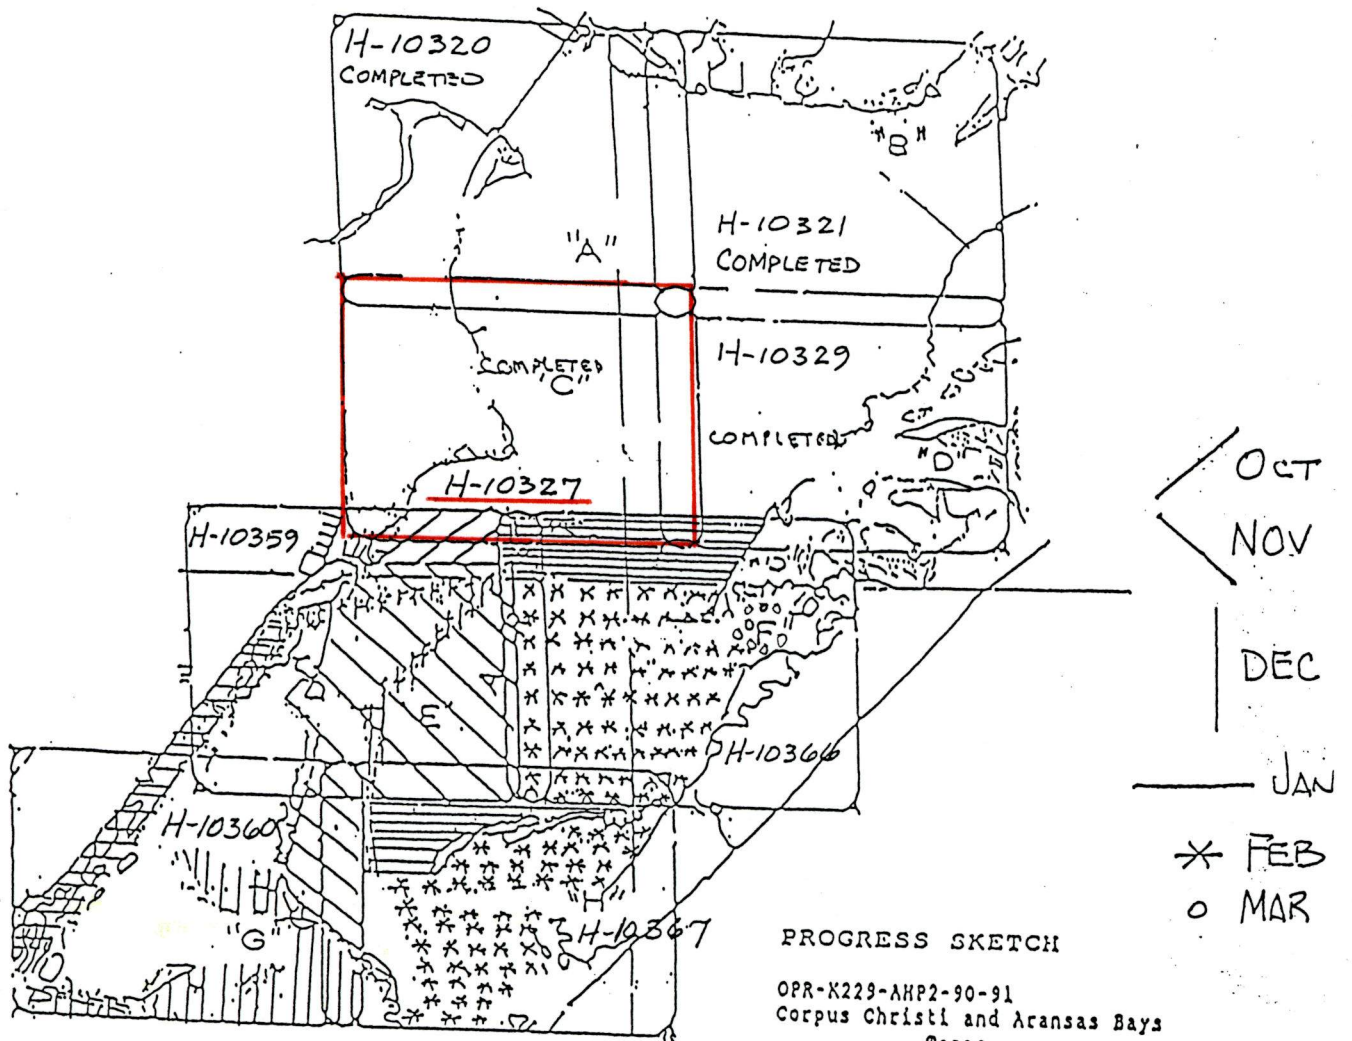 H-10320
COMPLETED
"B"
H-10321
COMPLETED
"A"
H-10329
COMPLETED
"C"
COMPLETED
"D"
H-10327
H-10359
OCT
NOV
DEC
JAN
FEB
MAR
E
H-10366
H-10360
"G"
"H"
H-10367
PROGRESS SKETCH
OPR-K229-AHP2-90-91
Corpus Christi and Aransas Bays